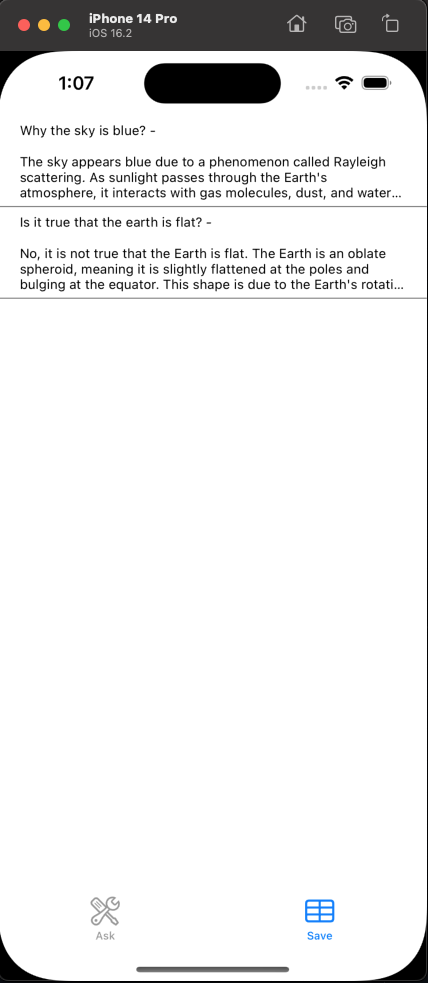 iPhone 14 Pro
iOS 16.2
1:07
Why the sky is blue? -
The sky appears blue due to a phenomenon called Rayleigh
scattering. As sunlight passes through the Earth's
atmosphere, it interacts with gas molecules, dust, and water...
Is it true that the earth is flat? -
No, it is not true that the Earth is flat. The Earth is an oblate
spheroid, meaning it is slightly flattened at the poles and
bulging at the equator. This shape is due to the Earth's rotati...
Ask
Save